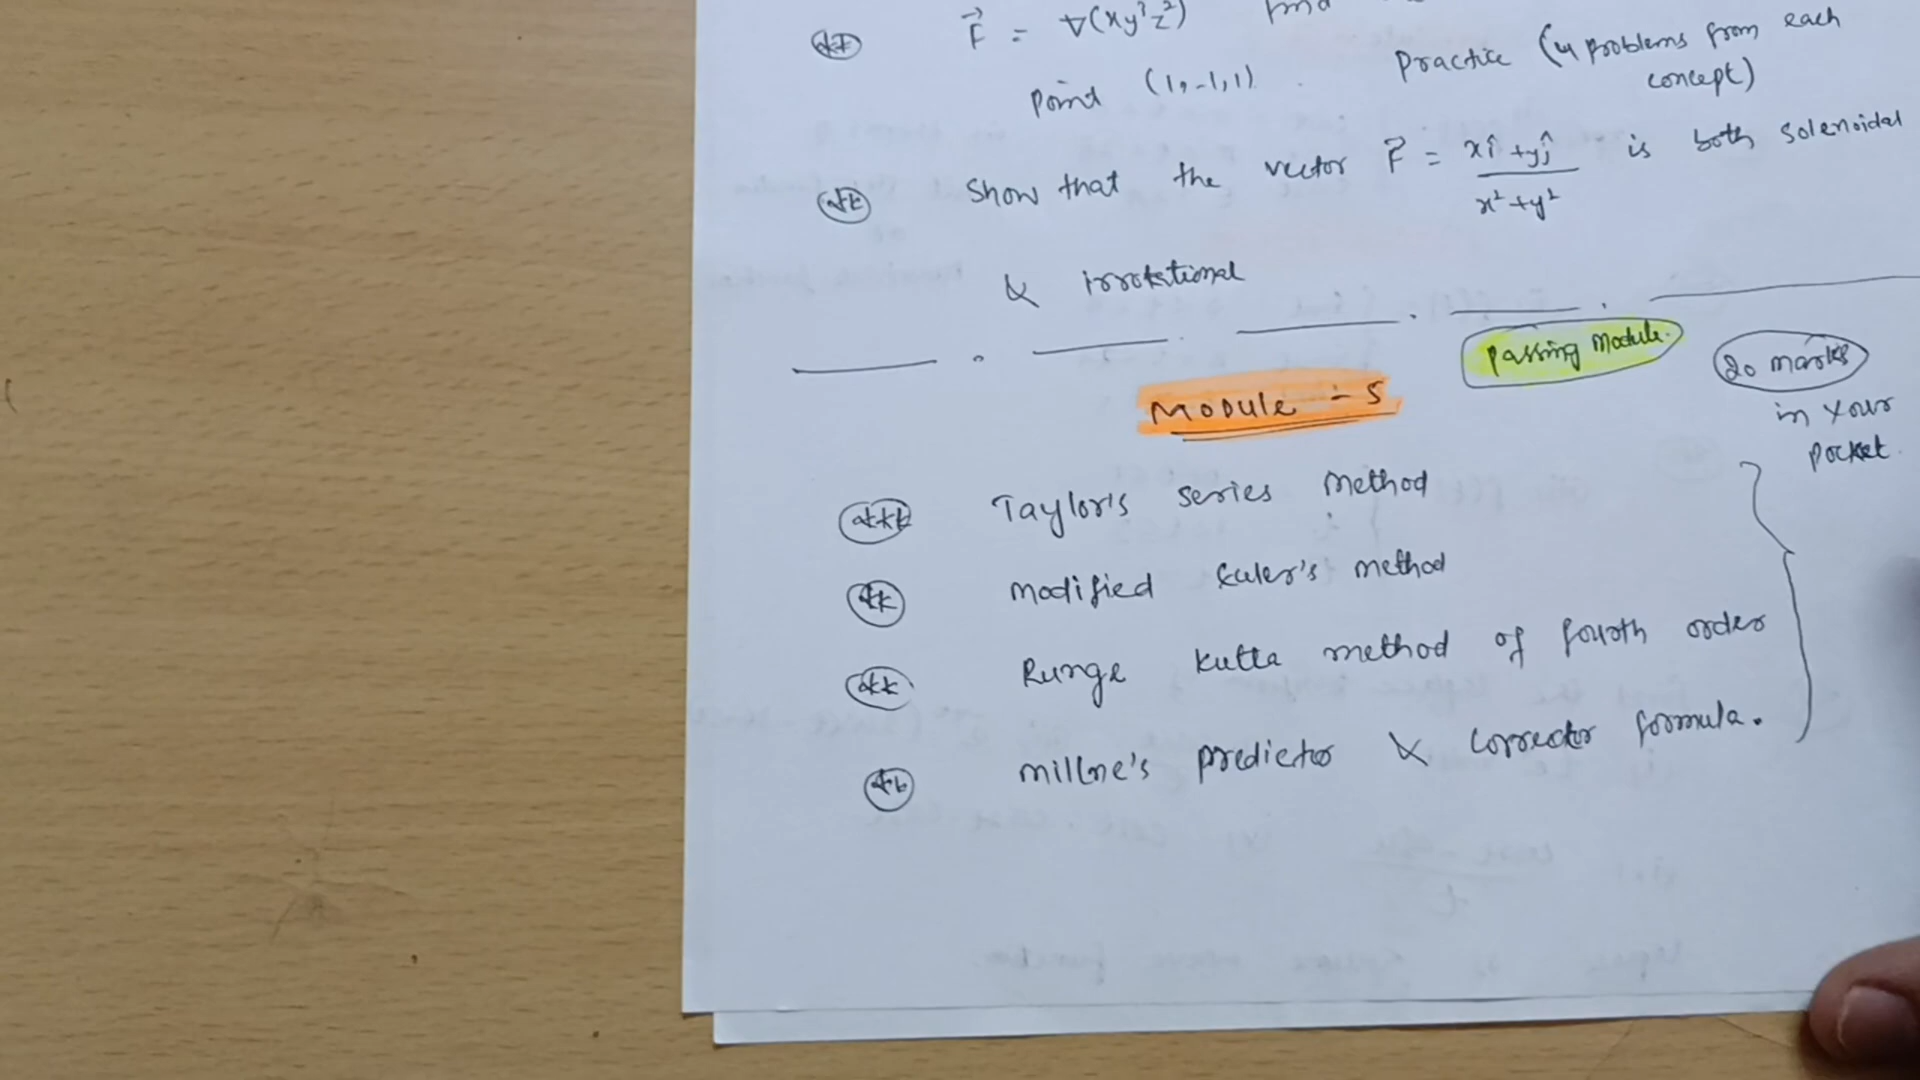 ** F⃗ = ∇(xy³z²)
point (1,-1,1). Practice (4 problems from each concept)
** Show that the vector F⃗ = xî+yĵ / x²+y² is both solenoidal
& irrotational
Passing Module.
20 marks
in your
pocket.
Module - 5
*** Taylor's series method
** modified Euler's method
** Runge kutta method of fourth order
** millne's predictor & corrector formula.